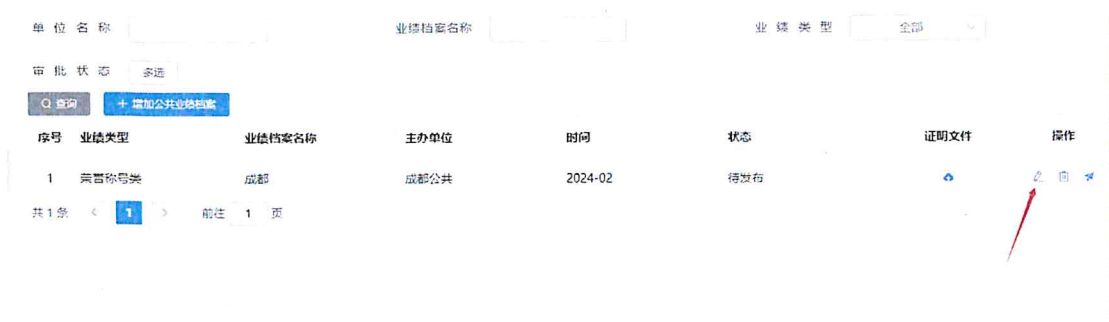 单位名称 业绩档案名称 业绩类型 全部
审批状态 多选
查询 + 增加公共业绩档案
序号 业绩类型 业绩档案名称 主办单位 时间 状态 证明文件 操作
1 荣誉称号类 成都 成都公共 2024-02 待发布
共1条 < 1 > 前往 1 页